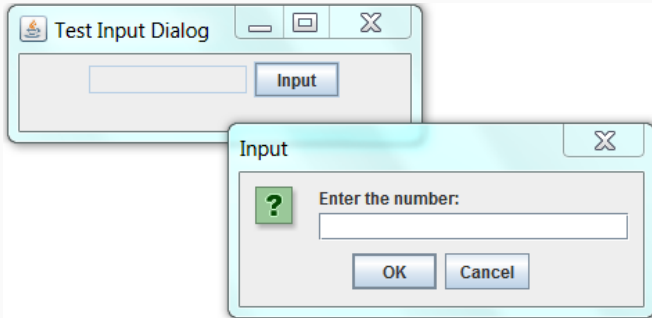 Test Input Dialog
Input
Input
?
Enter the number:
OK Cancel